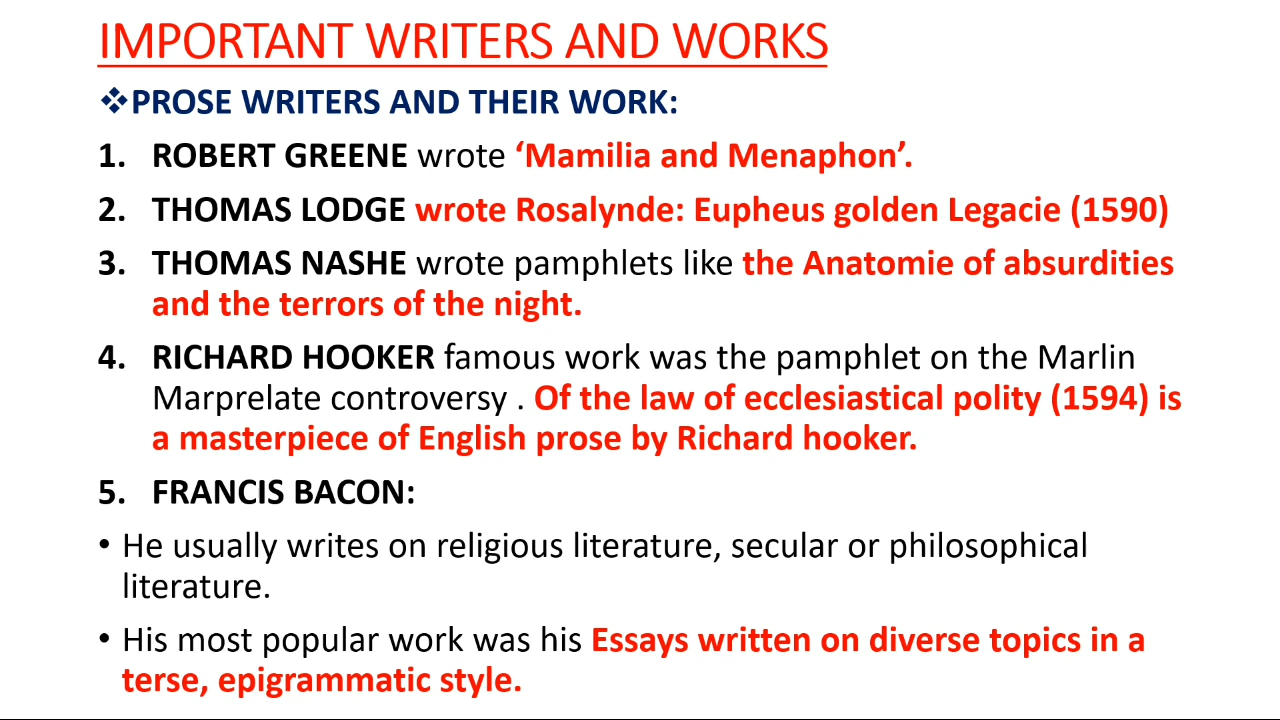 IMPORTANT WRITERS AND WORKS
❖PROSE WRITERS AND THEIR WORK:
1. ROBERT GREENE wrote ‘Mamilia and Menaphon’.
2. THOMAS LODGE wrote Rosalynde: Eupheus golden Legacie (1590)
3. THOMAS NASHE wrote pamphlets like the Anatomie of absurdities
and the terrors of the night.
4. RICHARD HOOKER famous work was the pamphlet on the Marlin
Marprelate controversy . Of the law of ecclesiastical polity (1594) is
a masterpiece of English prose by Richard hooker.
5. FRANCIS BACON:
• He usually writes on religious literature, secular or philosophical
literature.
• His most popular work was his Essays written on diverse topics in a
terse, epigrammatic style.